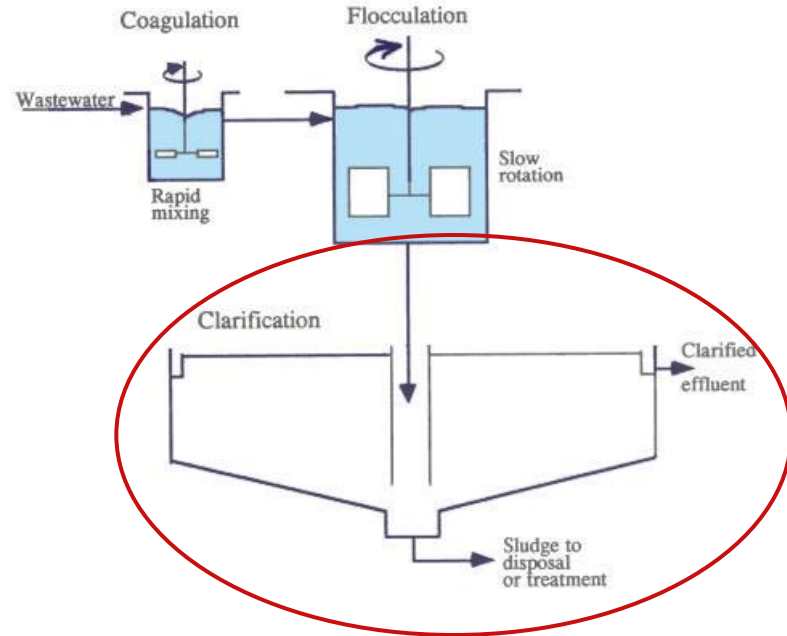 Coagulation
Flocculation
Wastewater
Rapid
mixing
Slow
rotation
Clarification
Clarified
effluent
Sludge to
disposal
or treatment